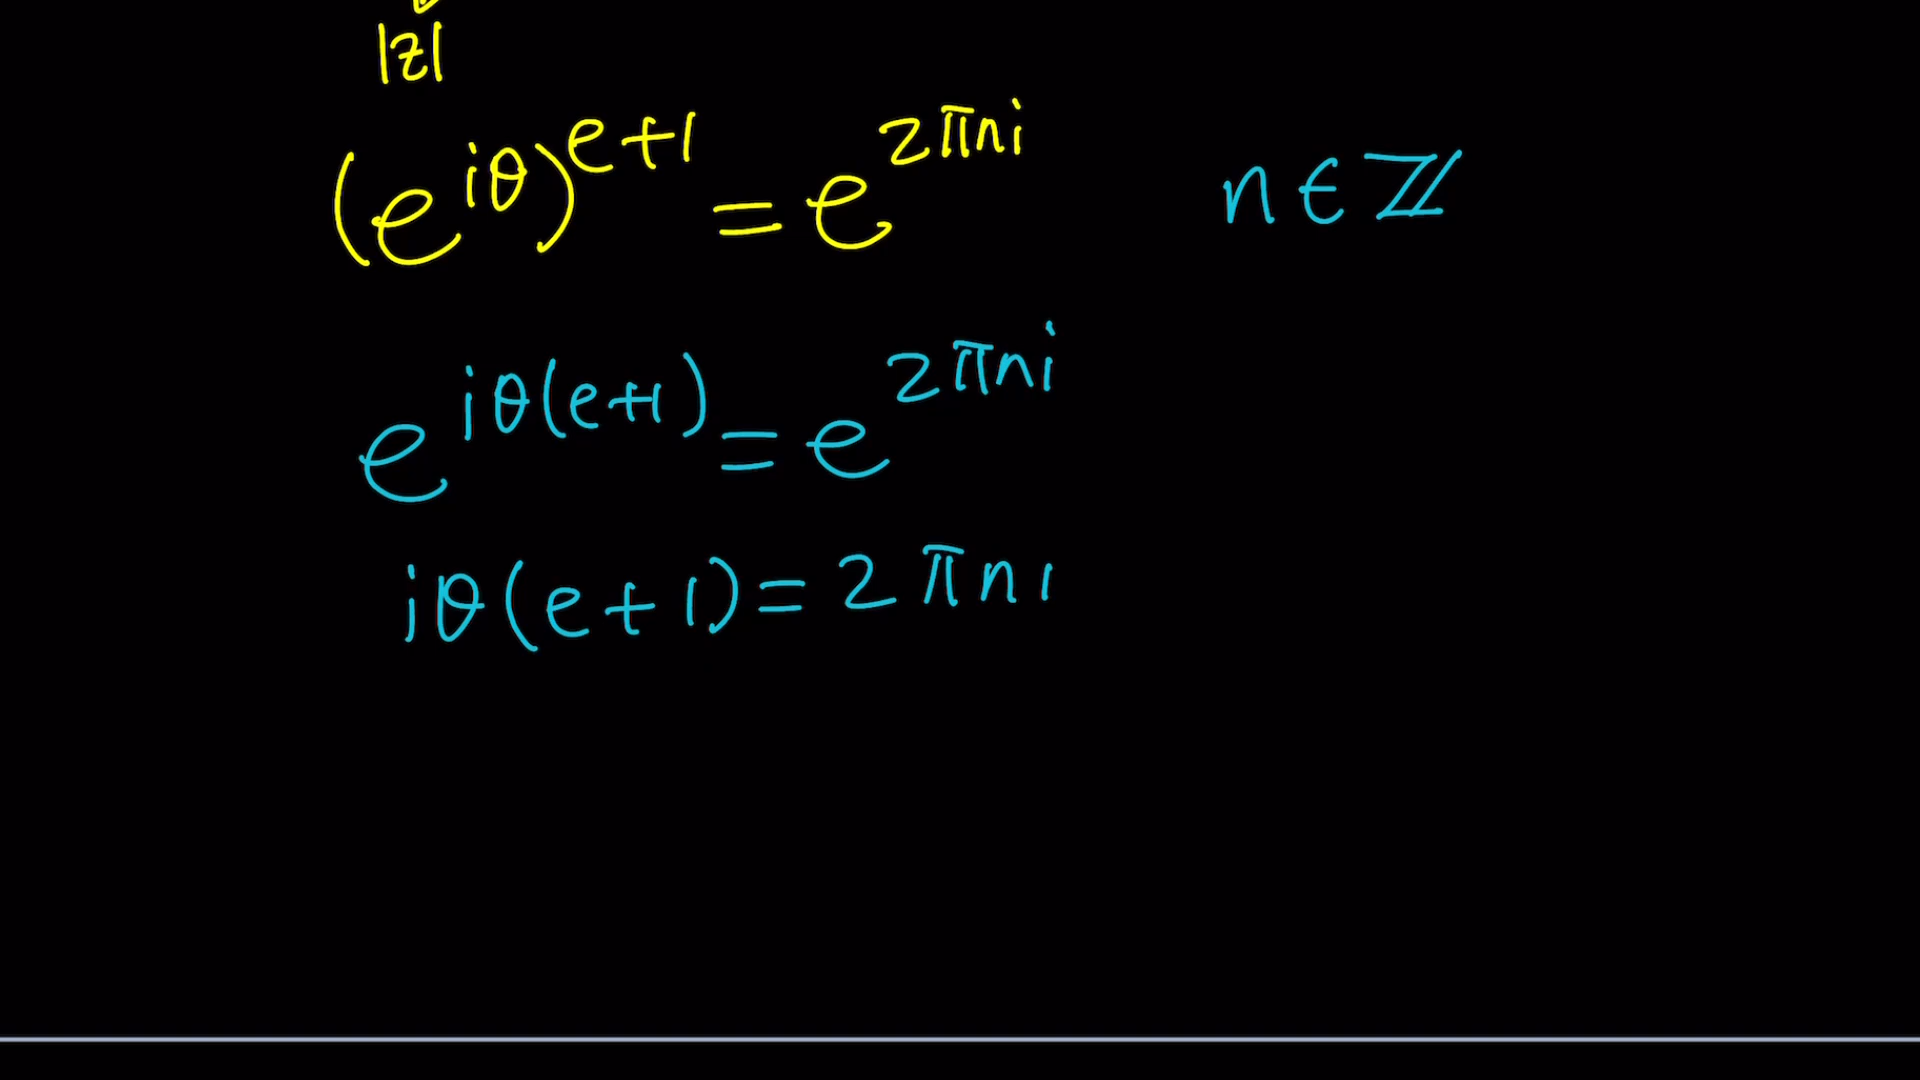 |z|
(e^{iθ})^{e+1} = e^{2πni} n ∈ ℤ
e^{iθ(e+1)} = e^{2πni}
iθ(e+1) = 2πni